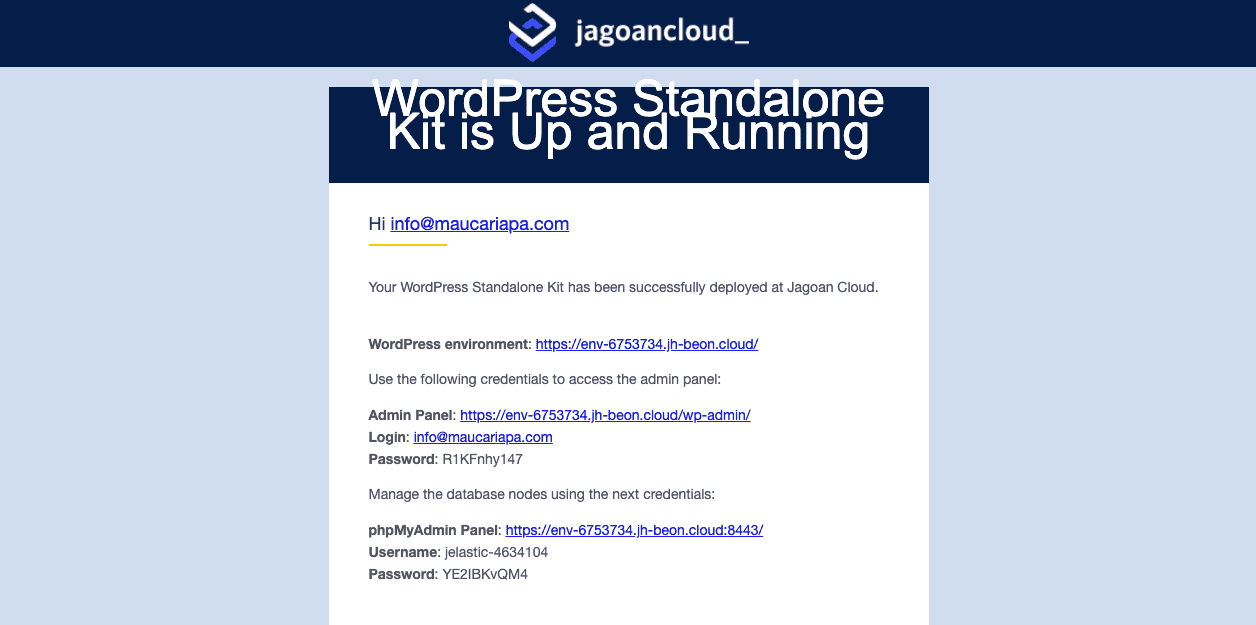 jagoancloud_
WordPress Standalone
Kit is Up and Running
Hi info@maucariapa.com
Your WordPress Standalone Kit has been successfully deployed at Jagoan Cloud.
WordPress environment: https://env-6753734.jh-beon.cloud/
Use the following credentials to access the admin panel:
Admin Panel: https://env-6753734.jh-beon.cloud/wp-admin/
Login: info@maucariapa.com
Password: R1KFnhy147
Manage the database nodes using the next credentials:
phpMyAdmin Panel: https://env-6753734.jh-beon.cloud:8443/
Username: jelastic-4634104
Password: YE2IBKvQM4